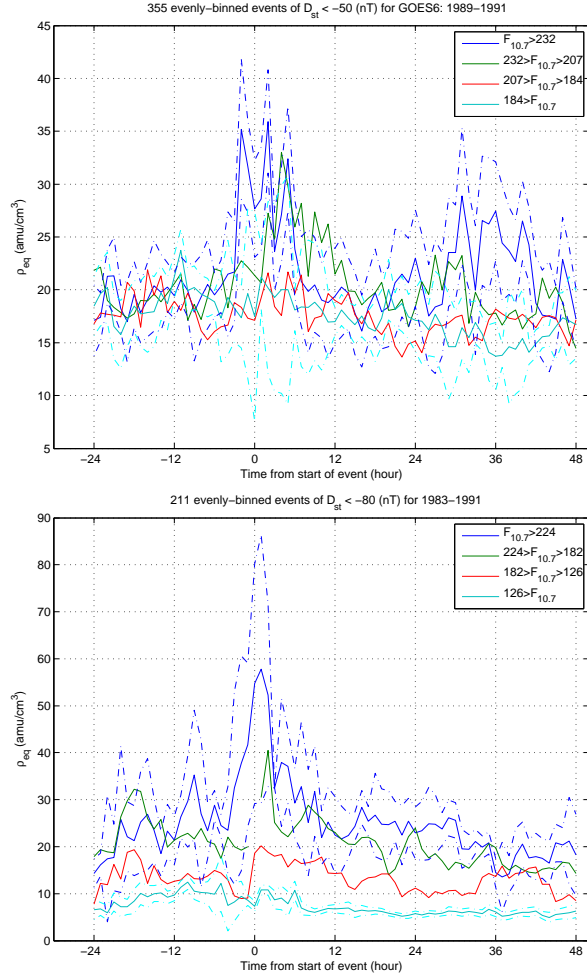 355 evenly−binned events of D_st < −50 (nT) for GOES6: 1989−1991
F_10.7>232
232>F_10.7>207
207>F_10.7>184
184>F_10.7
45
40
35
30
25
20
15
10
5
ρ_eq (amu/cm^3)
−24 −12 0 12 24 36 48
Time from start of event (hour)
211 evenly−binned events of D_st < −80 (nT) for 1983−1991
F_10.7>224
224>F_10.7>182
182>F_10.7>126
126>F_10.7
90
80
70
60
50
40
30
20
10
0
ρ_eq (amu/cm^3)
−24 −12 0 12 24 36 48
Time from start of event (hour)